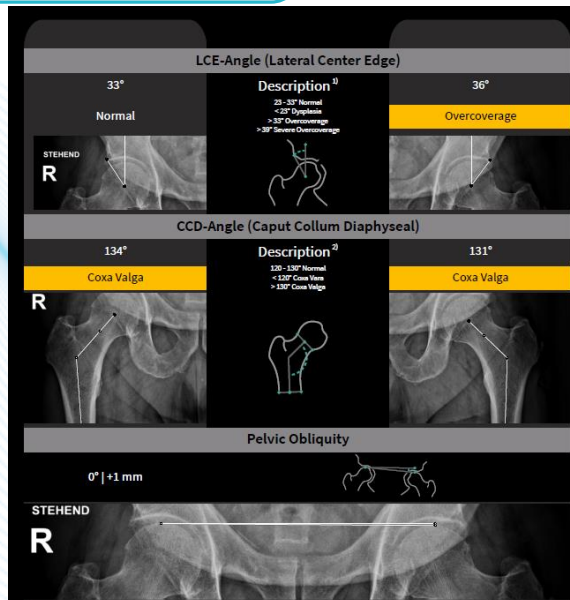 LCE-Angle (Lateral Center Edge)
33°
Normal
Description 1)
23 - 33° Normal
< 23° Dysplasia
> 33° Overcoverage
> 39° Severe Overcoverage
36°
Overcoverage
STEHEND
R
CCD-Angle (Caput Collum Diaphyseal)
134°
Coxa Valga
Description 2)
120 - 130° Normal
< 120° Coxa Vara
> 130° Coxa Valga
131°
Coxa Valga
R
Pelvic Obliquity
0° | +1 mm
STEHEND
R